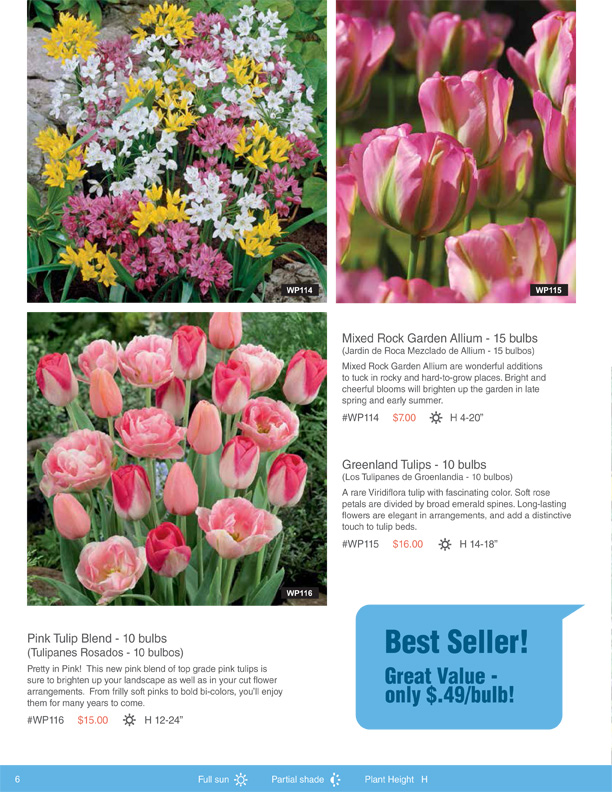 WP114
WP115
Mixed Rock Garden Allium - 15 bulbs
(Jardin de Roca Mezclado de Allium - 15 bulbos)
Mixed Rock Garden Allium are wonderful additions
to tuck in rocky and hard-to-grow places. Bright and
cheerful blooms will brighten up the garden in late
spring and early summer.
#WP114 $7.00 H 4-20"
Greenland Tulips - 10 bulbs
(Los Tulipanes de Groenlandia - 10 bulbos)
A rare Viridiflora tulip with fascinating color. Soft rose
petals are divided by broad emerald spines. Long-lasting
flowers are elegant in arrangements, and add a distinctive
touch to tulip beds.
#WP115 $16.00 H 14-18"
WP116
Pink Tulip Blend - 10 bulbs
(Tulipanes Rosados - 10 bulbos)
Pretty in Pink! This new pink blend of top grade pink tulips is
sure to brighten up your landscape as well as in your cut flower
arrangements. From frilly soft pinks to bold bi-colors, you'll enjoy
them for many years to come.
#WP116 $15.00 H 12-24"
Best Seller!
Great Value -
only $.49/bulb!
6 Full sun Partial shade Plant Height H